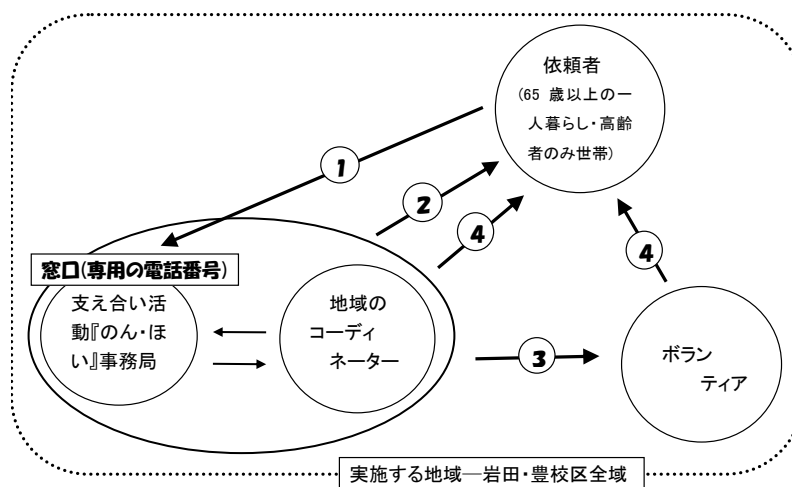 依頼者
(65 歳以上の一
人暮らし・高齢
者のみ世帯)
1
2
4
4
窓口(専用の電話番号)
支え合い活
動『のん・ほ
い』事務局
地域の
コーディ
ネーター
3
ボラン
ティア
実施する地域―岩田・豊校区全域